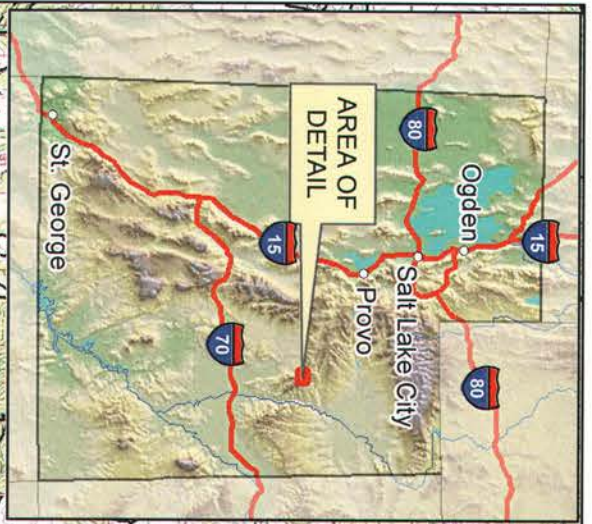 15
80
Ogden
80
Salt Lake City
Provo
AREA OF
DETAIL
15
70
St. George